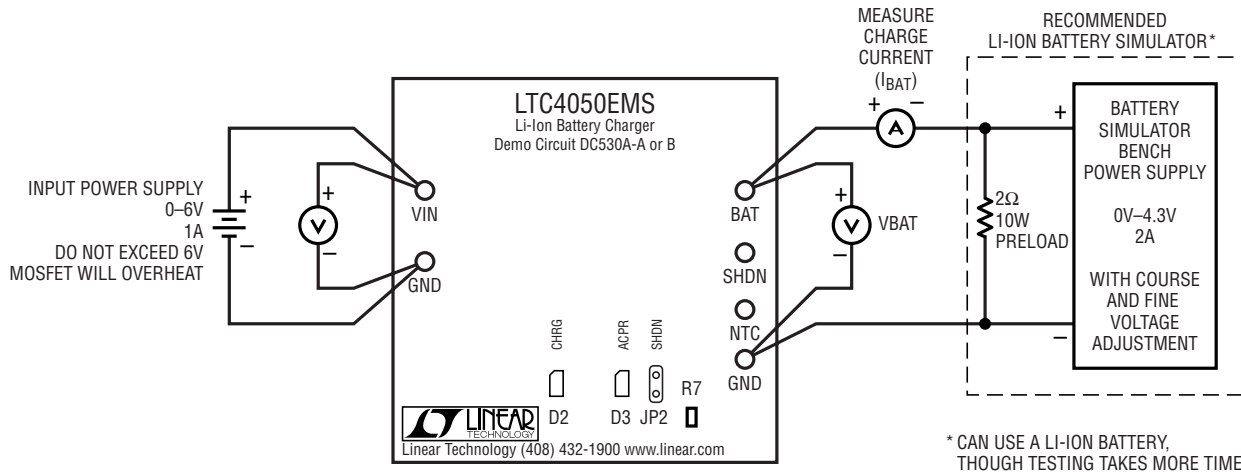 MEASURE
CHARGE
CURRENT
(IBAT)
RECOMMENDED
LI-ION BATTERY SIMULATOR*
LTC4050EMS
Li-Ion Battery Charger
Demo Circuit DC530A-A or B
INPUT POWER SUPPLY
0–6V
1A
DO NOT EXCEED 6V
MOSFET WILL OVERHEAT
+
–
+
V
–
VIN
GND
BAT
SHDN
NTC
GND
+
–
A
+
V
–
VBAT
2Ω
10W
PRELOAD
+
–
BATTERY
SIMULATOR
BENCH
POWER SUPPLY
0V–4.3V
2A
WITH COURSE
AND FINE
VOLTAGE
ADJUSTMENT
CHRG
ACPR
SHDN
D2
D3
JP2
R7
LINEAR
TECHNOLOGY
Linear Technology (408) 432-1900 www.linear.com
* CAN USE A LI-ION BATTERY,
THOUGH TESTING TAKES MORE TIME